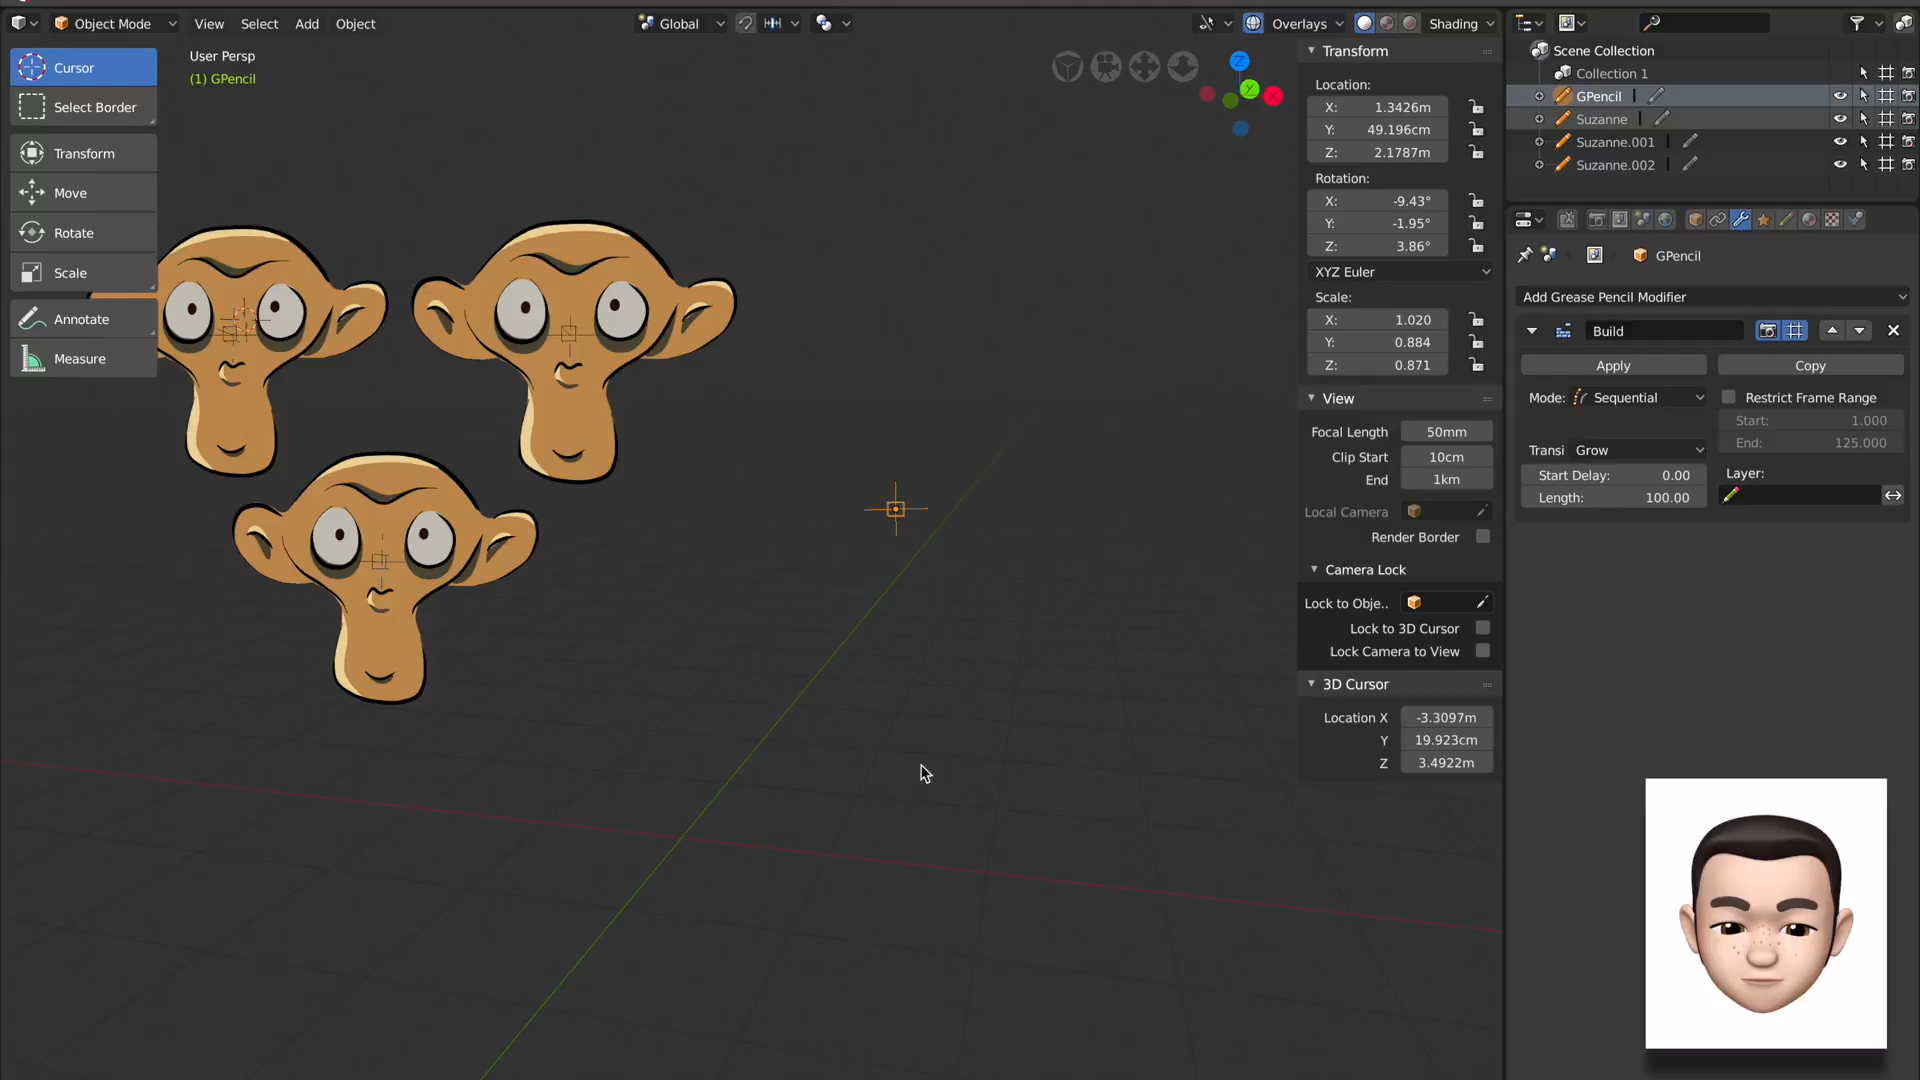 Object Mode
View
Select
Add
Object
Global
Overlays
Shading
Cursor
Select Border
Transform
Move
Rotate
Scale
Annotate
Measure
User Persp
(1) GPencil
Z
Y
X
Transform
Location:
X: 1.3426m
Y: 49.196cm
Z: 2.1787m
Rotation:
X: -9.43°
Y: -1.95°
Z: 3.86°
XYZ Euler
Scale:
X: 1.020
Y: 0.884
Z: 0.871
View
Focal Length 50mm
Clip Start 10cm
End 1km
Local Camera
Render Border
Camera Lock
Lock to Obje..
Lock to 3D Cursor
Lock Camera to View
3D Cursor
Location X -3.3097m
Y 19.923cm
Z 3.4922m
Scene Collection
Collection 1
GPencil
Suzanne
Suzanne.001
Suzanne.002
GPencil
Add Grease Pencil Modifier
Build
Apply
Copy
Mode: Sequential
Restrict Frame Range
Start: 1.000
End: 125.000
Transi Grow
Start Delay: 0.00
Length: 100.00
Layer: